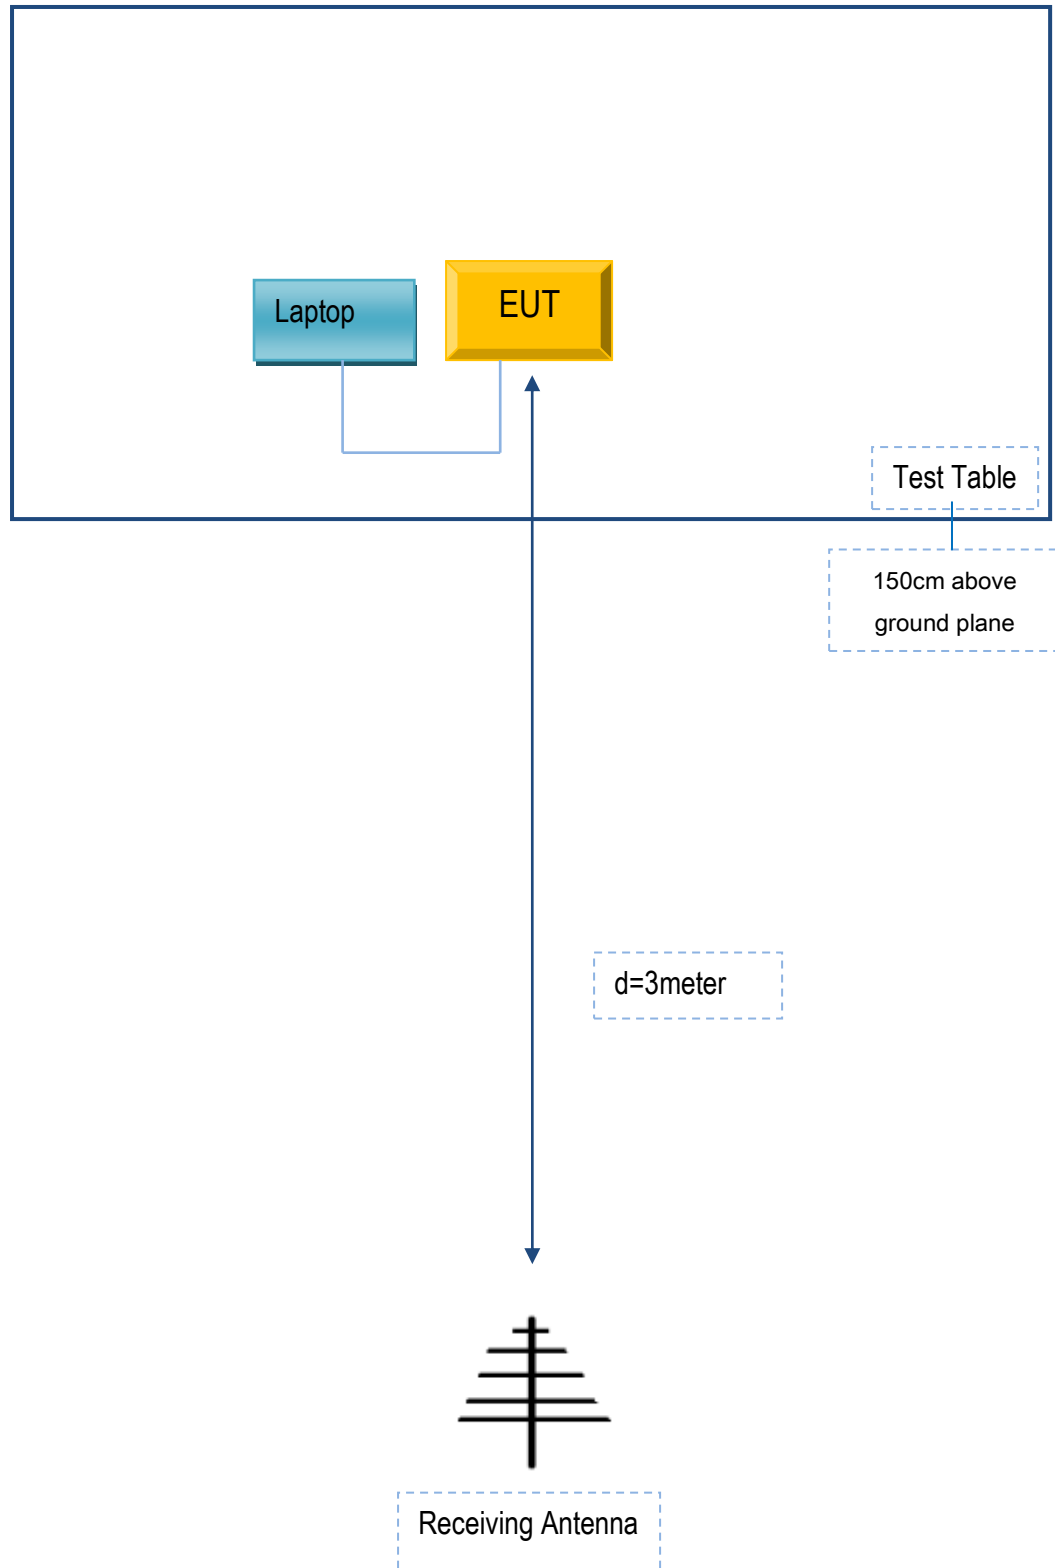 EUT
Laptop
Test Table
150cm above
ground plane
d=3meter
Receiving Antenna